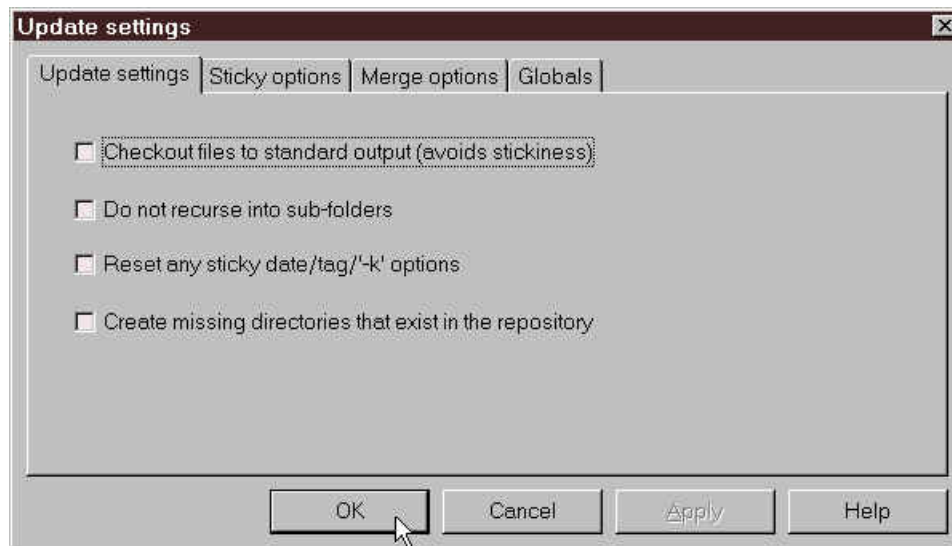 Update settings
Update settings Sticky options Merge options Globals
Checkout files to standard output (avoids stickiness)
Do not recurse into sub-folders
Reset any sticky date/tag/'-k' options
Create missing directories that exist in the repository
OK Cancel Apply Help